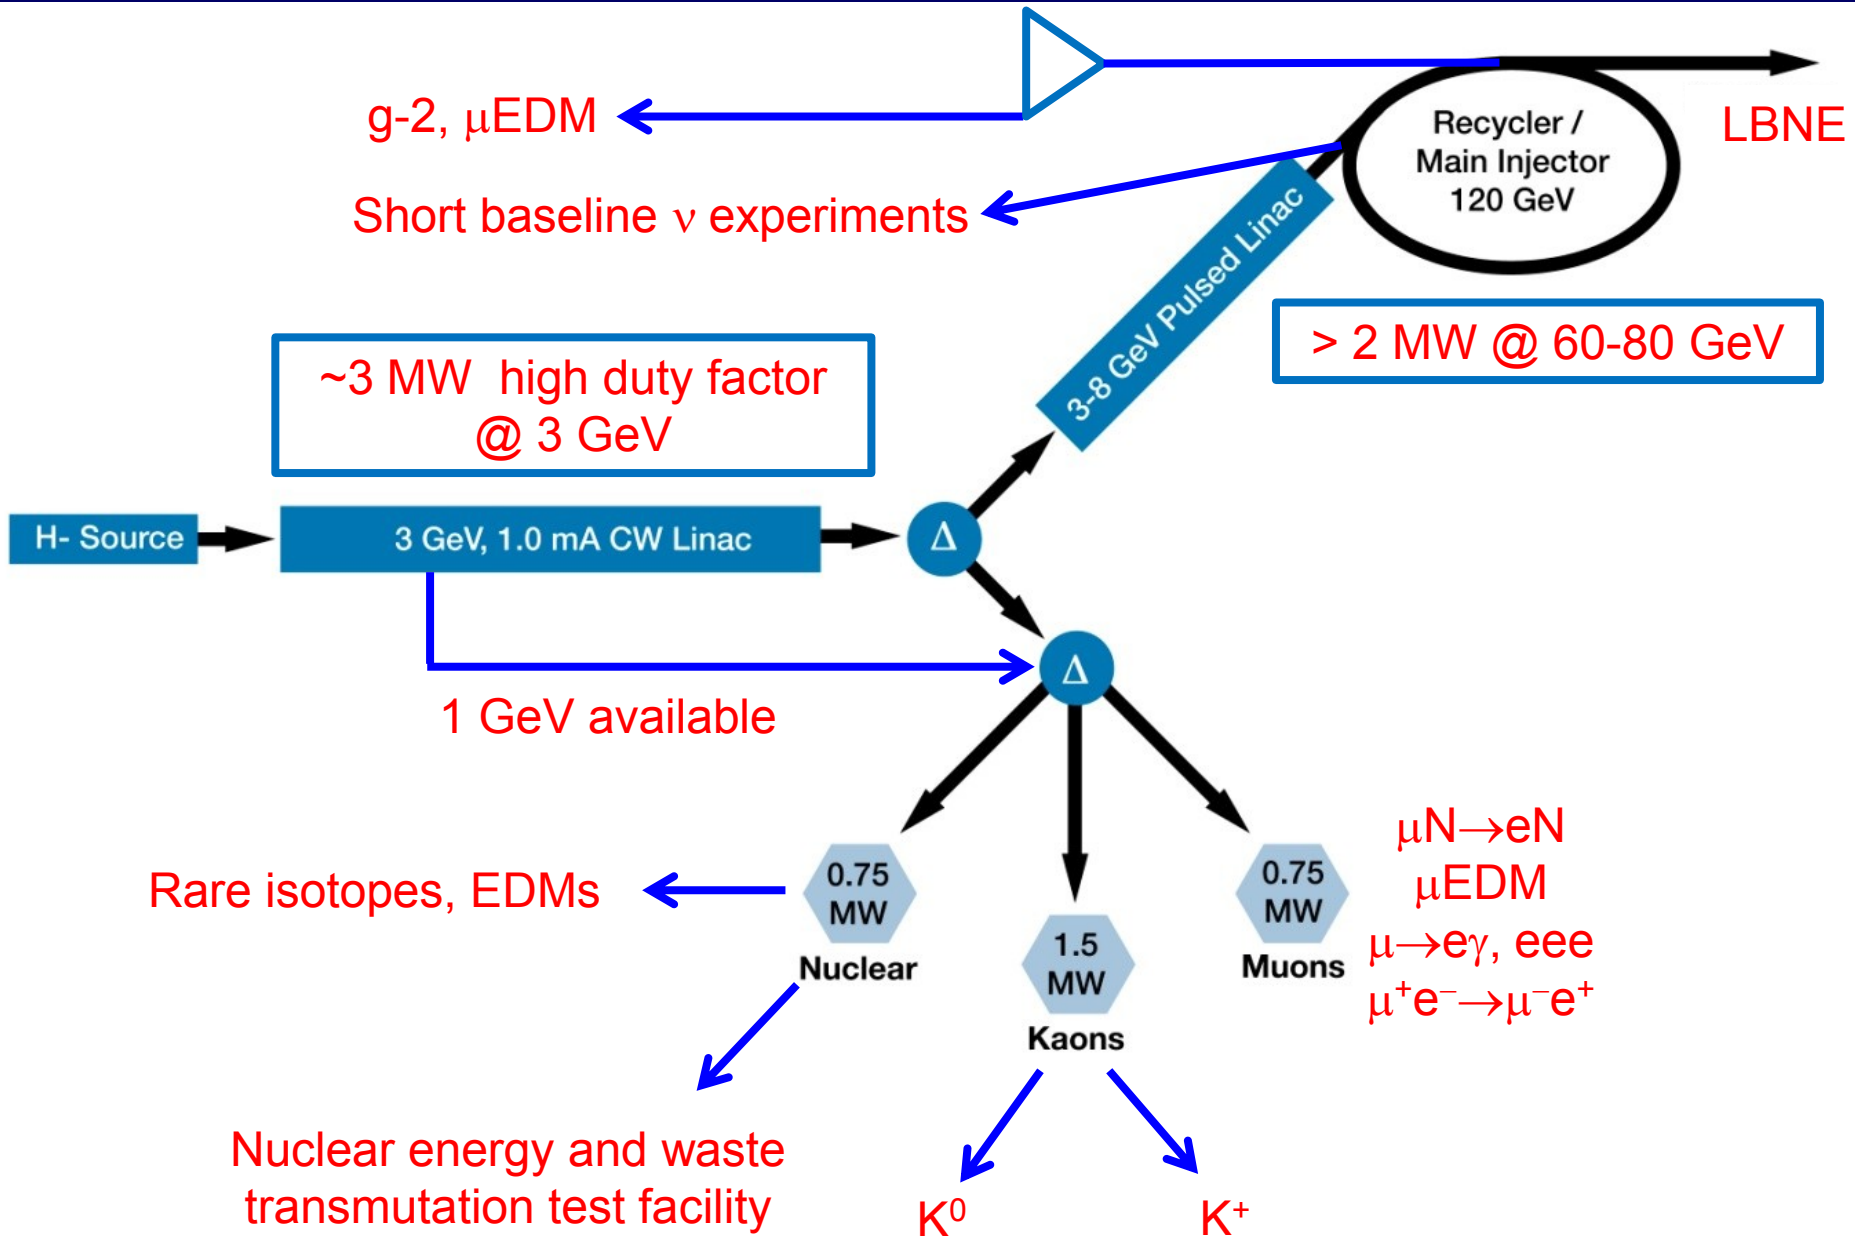 g-2, μEDM
LBNE
Recycler /
Main Injector
120 GeV
Short baseline ν experiments
3-8 GeV Pulsed Linac
> 2 MW @ 60-80 GeV
~3 MW high duty factor
@ 3 GeV
H- Source
3 GeV, 1.0 mA CW Linac
Δ
Δ
1 GeV available
Rare isotopes, EDMs
0.75
MW
Nuclear
1.5
MW
Kaons
0.75
MW
Muons
μN→eN
μEDM
μ→eγ, eee
μ⁺e⁻→μ⁻e⁺
Nuclear energy and waste
transmutation test facility
K⁰
K⁺